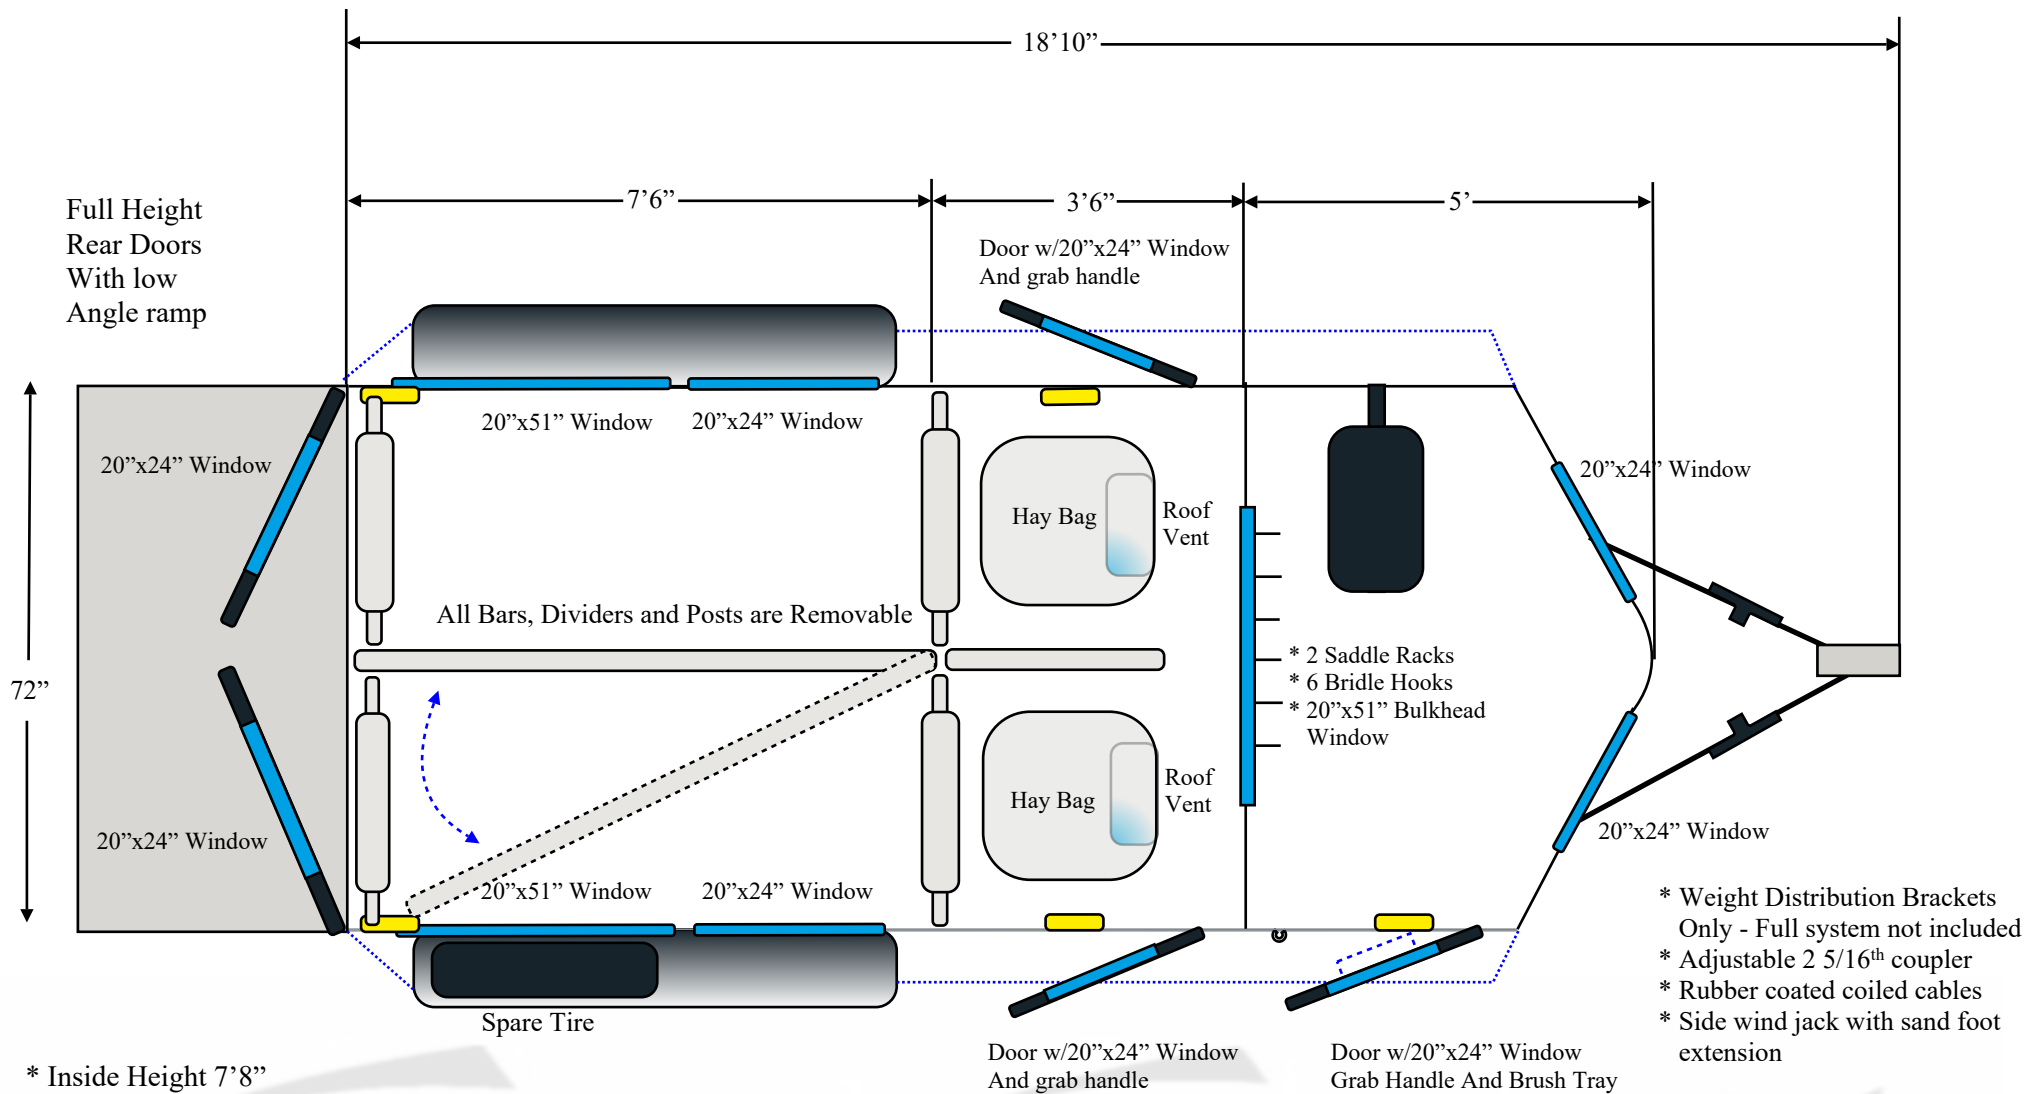 18’10”
7’6”
3’6”
5’
Full Height
Rear Doors
With low
Angle ramp
Door w/20”x24” Window
And grab handle
20”x51” Window
20”x24” Window
20”x24” Window
20”x24” Window
Hay Bag
Roof
Vent
All Bars, Dividers and Posts are Removable
72”
* 2 Saddle Racks
* 6 Bridle Hooks
* 20”x51” Bulkhead
Window
Hay Bag
Roof
Vent
20”x24” Window
20”x24” Window
20”x51” Window
20”x24” Window
* Weight Distribution Brackets
Only - Full system not included
* Adjustable 2 5/16th coupler
* Rubber coated coiled cables
* Side wind jack with sand foot
extension
Spare Tire
Door w/20”x24” Window
And grab handle
Door w/20”x24” Window
Grab Handle And Brush Tray
* Inside Height 7’8”